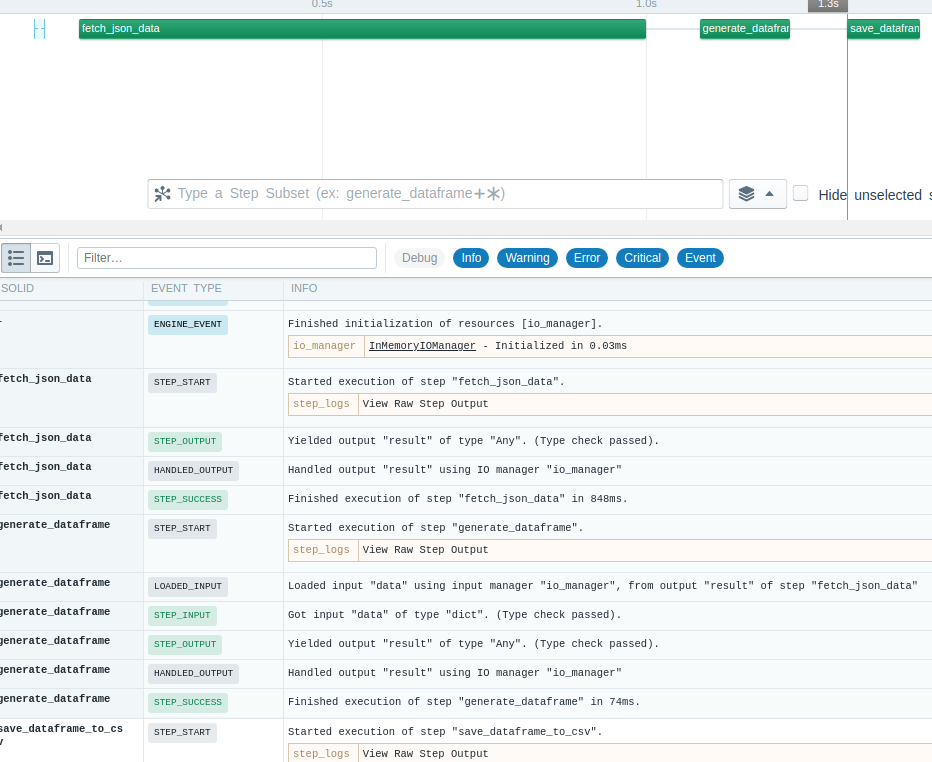 0.5s 1.0s 1.3s
fetch_json_data generate_datafran save_datafran
Type a Step Subset (ex: generate_dataframe+*)
Hide unselected s
Filter… Debug Info Warning Error Critical Event
SOLID EVENT TYPE INFO
ENGINE_EVENT Finished initialization of resources [io_manager].
io_manager InMemoryIOManager - Initialized in 0.03ms
fetch_json_data STEP_START Started execution of step "fetch_json_data".
step_logs View Raw Step Output
fetch_json_data STEP_OUTPUT Yielded output "result" of type "Any". (Type check passed).
fetch_json_data HANDLED_OUTPUT Handled output "result" using IO manager "io_manager"
fetch_json_data STEP_SUCCESS Finished execution of step "fetch_json_data" in 848ms.
generate_dataframe STEP_START Started execution of step "generate_dataframe".
step_logs View Raw Step Output
generate_dataframe LOADED_INPUT Loaded input "data" using input manager "io_manager", from output "result" of step "fetch_json_data"
generate_dataframe STEP_INPUT Got input "data" of type "dict". (Type check passed).
generate_dataframe STEP_OUTPUT Yielded output "result" of type "Any". (Type check passed).
generate_dataframe HANDLED_OUTPUT Handled output "result" using IO manager "io_manager"
generate_dataframe STEP_SUCCESS Finished execution of step "generate_dataframe" in 74ms.
save_dataframe_to_cs STEP_START Started execution of step "save_dataframe_to_csv".
v
step_logs View Raw Step Output